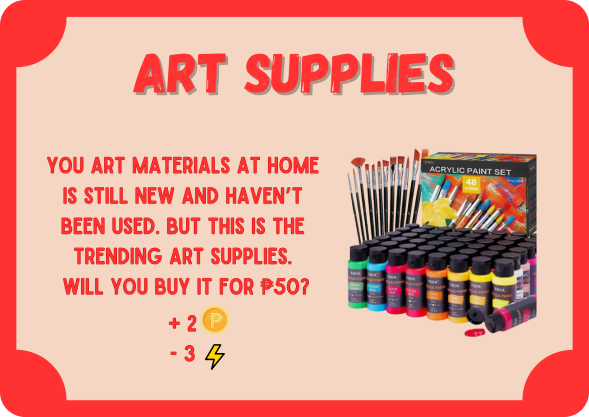 ART SUPPLIES
YOU ART MATERIALS AT HOME
IS STILL NEW AND HAVEN'T
BEEN USED. BUT THIS IS THE
TRENDING ART SUPPLIES.
WILL YOU BUY IT FOR ₱50?
+ 2 ₱
- 3
ACRYLIC PAINT SET
46